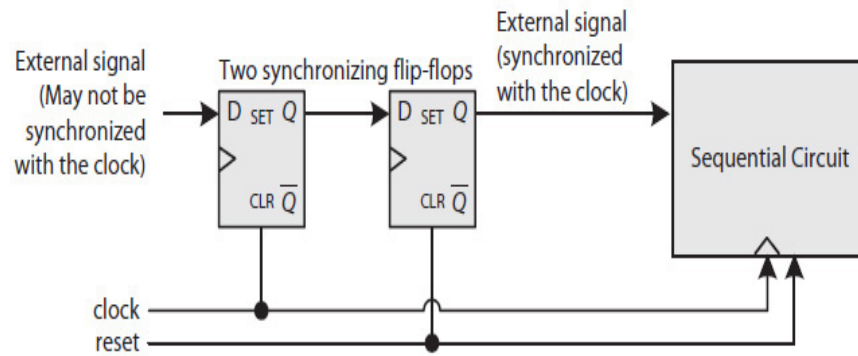 External signal
(May not be
synchronized
with the clock)
Two synchronizing flip-flops
External signal
(synchronized
with the clock)
D SET Q
CLR Q̅
D SET Q
CLR Q̅
Sequential Circuit
clock
reset